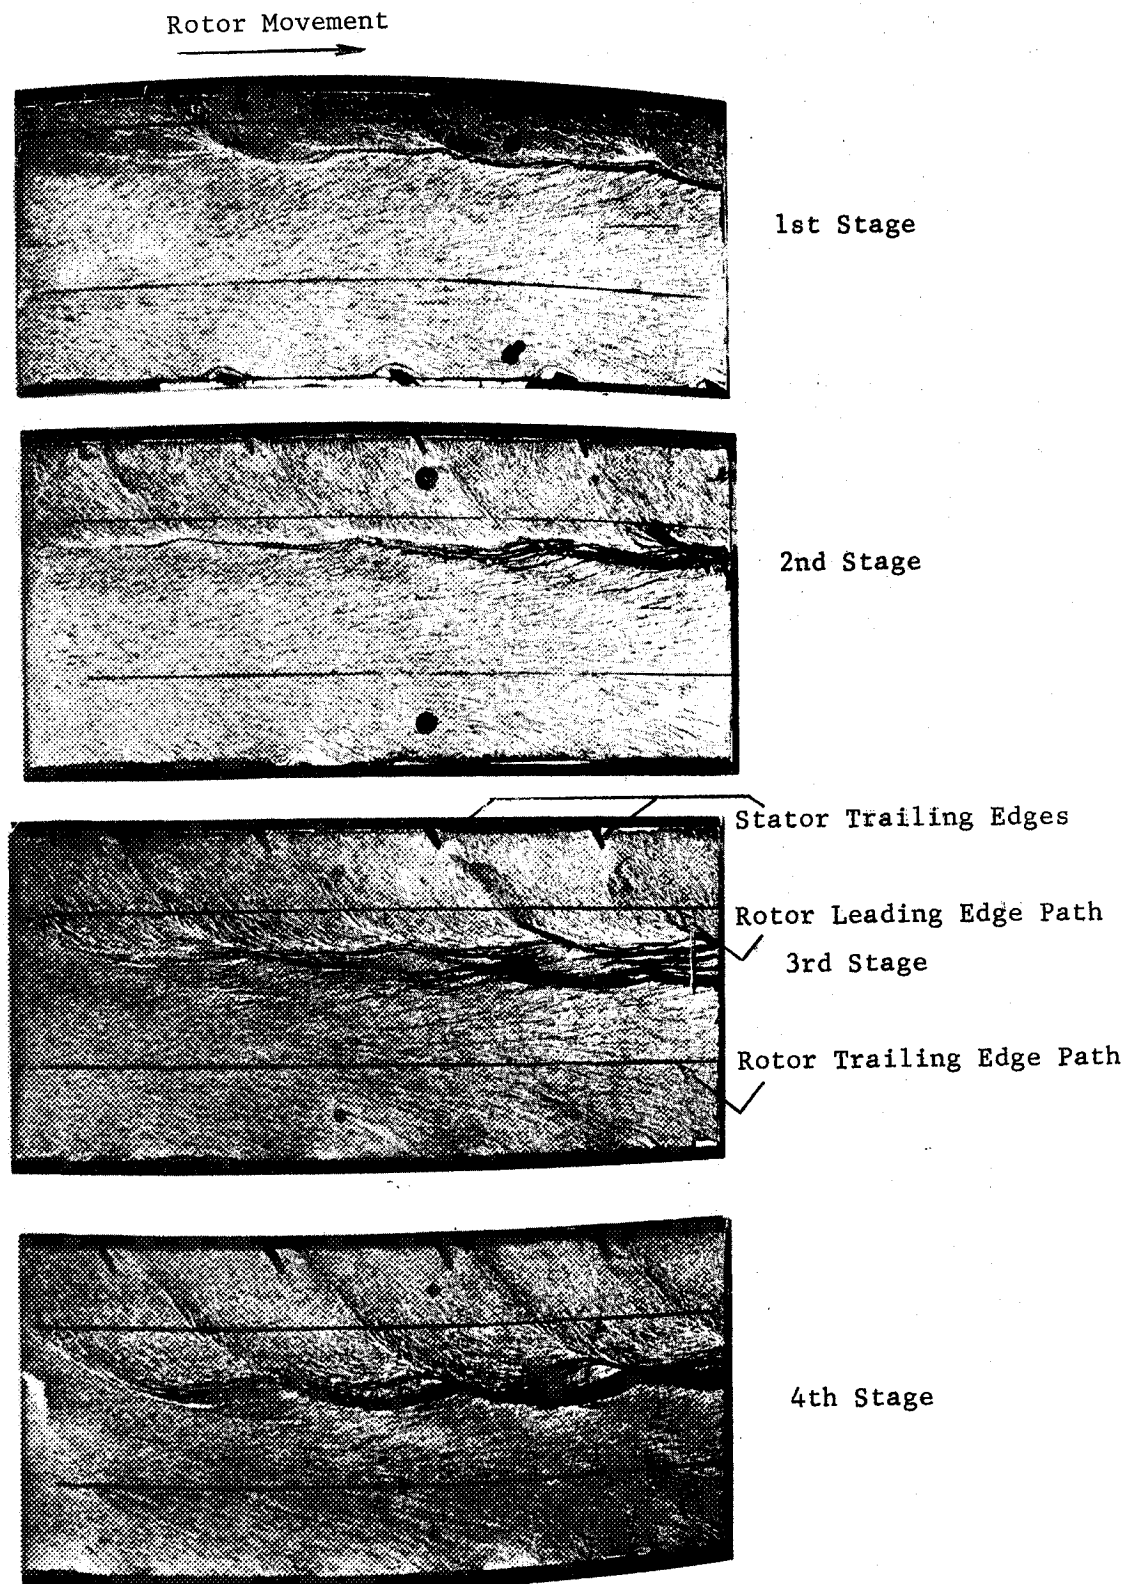 Rotor Movement
1st Stage
2nd Stage
Stator Trailing Edges
Rotor Leading Edge Path
3rd Stage
Rotor Trailing Edge Path
4th Stage